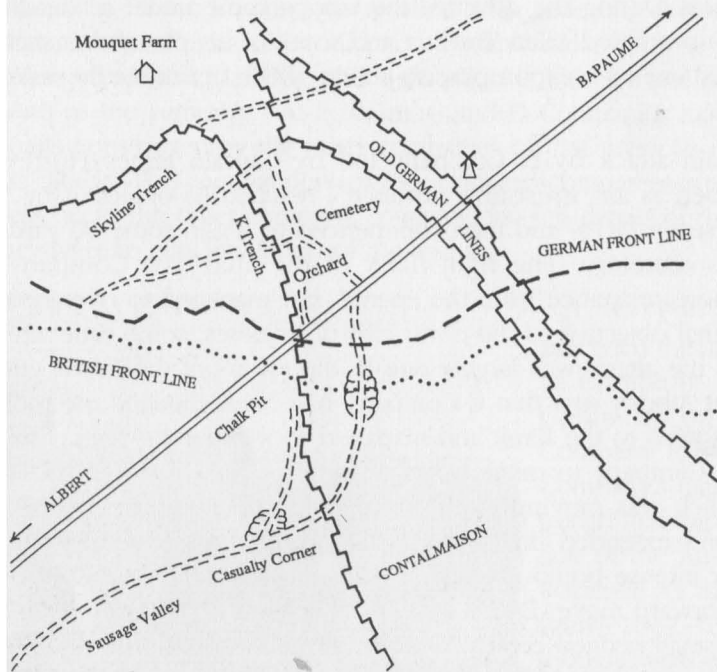 Mouquet Farm
BAPAUME
OLD GERMAN
LINES
Skyline Trench
K Trench
Cemetery
Orchard
GERMAN FRONT LINE
BRITISH FRONT LINE
Chalk Pit
ALBERT
Casualty Corner
CONTALMAISON
Sausage Valley